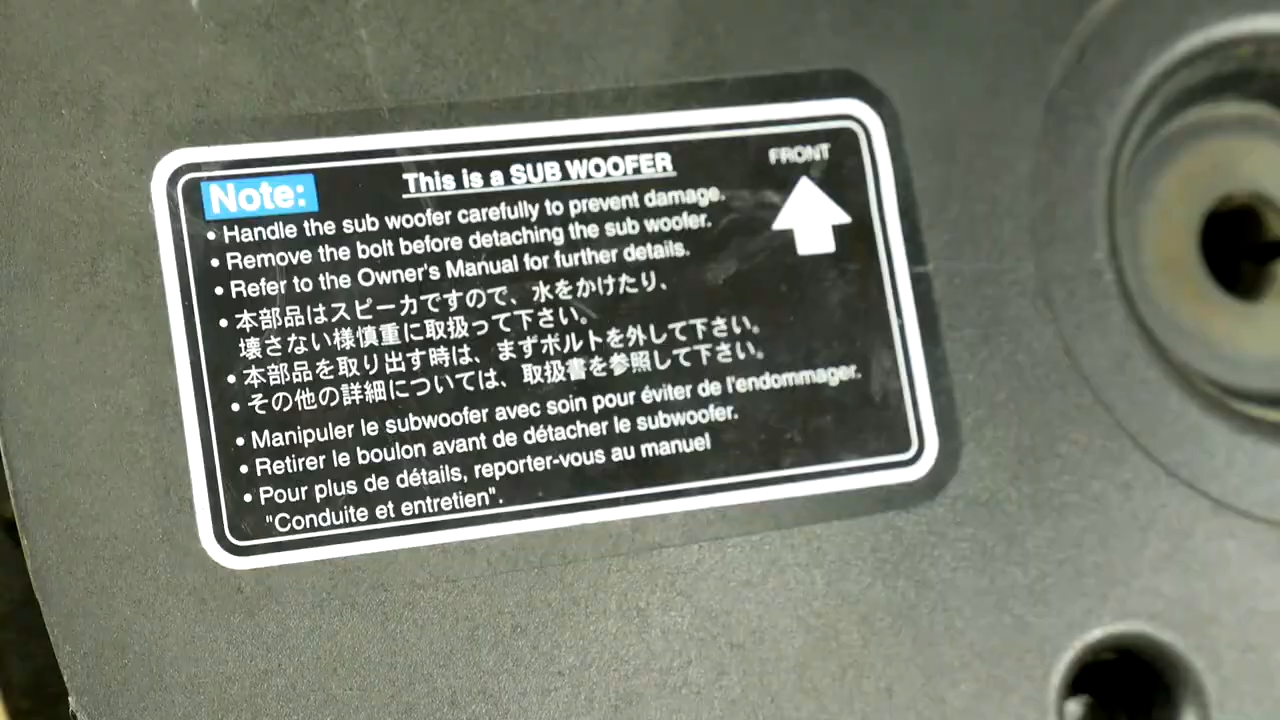 This is a SUB WOOFER
FRONT
Note:
• Handle the sub woofer carefully to prevent damage.
• Remove the bolt before detaching the sub woofer.
• Refer to the Owner's Manual for further details.
• 本部品はスピーカですので、水をかけたり、
壊さない様慎重に取扱って下さい。
• 本部品を取り出す時は、まずボルトを外して下さい。
• その他の詳細については、取扱書を参照して下さい。
• Manipuler le subwoofer avec soin pour éviter de l'endommager.
• Retirer le boulon avant de détacher le subwoofer.
• Pour plus de détails, reporter-vous au manuel
"Conduite et entretien".